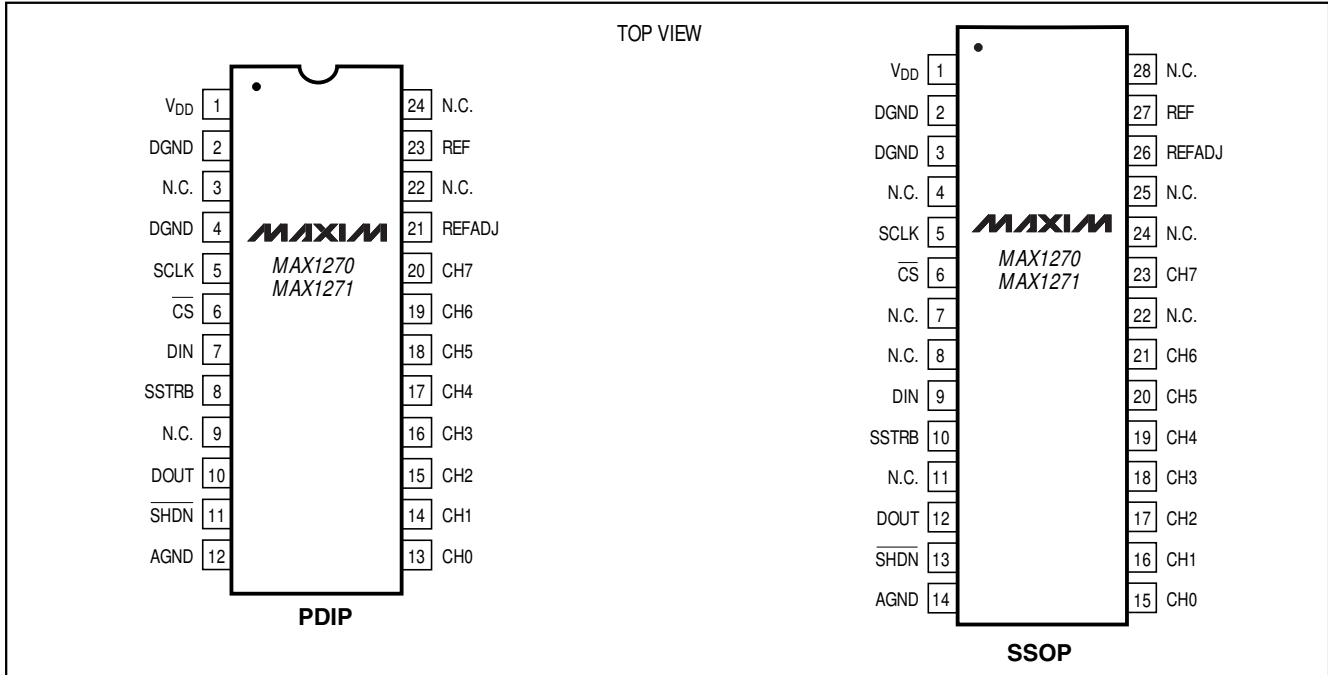 TOP VIEW
VDD 1
DGND 2
N.C. 3
DGND 4
SCLK 5
CS 6
DIN 7
SSTRB 8
N.C. 9
DOUT 10
SHDN 11
AGND 12
MAXIM
MAX1270
MAX1271
24 N.C.
23 REF
22 N.C.
21 REFADJ
20 CH7
19 CH6
18 CH5
17 CH4
16 CH3
15 CH2
14 CH1
13 CH0
PDIP
VDD 1
DGND 2
DGND 3
N.C. 4
SCLK 5
CS 6
N.C. 7
N.C. 8
DIN 9
SSTRB 10
N.C. 11
DOUT 12
SHDN 13
AGND 14
MAXIM
MAX1270
MAX1271
28 N.C.
27 REF
26 REFADJ
25 N.C.
24 N.C.
23 CH7
22 N.C.
21 CH6
20 CH5
19 CH4
18 CH3
17 CH2
16 CH1
15 CH0
SSOP